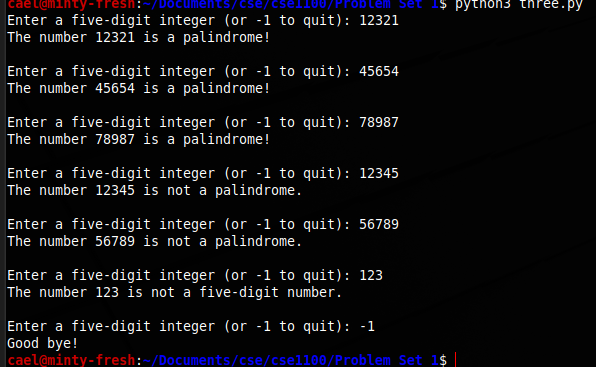 cael@minty-fresh:~/Documents/cse/cse1100/Problem Set 1$ python3 three.py
Enter a five-digit integer (or -1 to quit): 12321
The number 12321 is a palindrome!
Enter a five-digit integer (or -1 to quit): 45654
The number 45654 is a palindrome!
Enter a five-digit integer (or -1 to quit): 78987
The number 78987 is a palindrome!
Enter a five-digit integer (or -1 to quit): 12345
The number 12345 is not a palindrome.
Enter a five-digit integer (or -1 to quit): 56789
The number 56789 is not a palindrome.
Enter a five-digit integer (or -1 to quit): 123
The number 123 is not a five-digit number.
Enter a five-digit integer (or -1 to quit): -1
Good bye!
cael@minty-fresh:~/Documents/cse/cse1100/Problem Set 1$